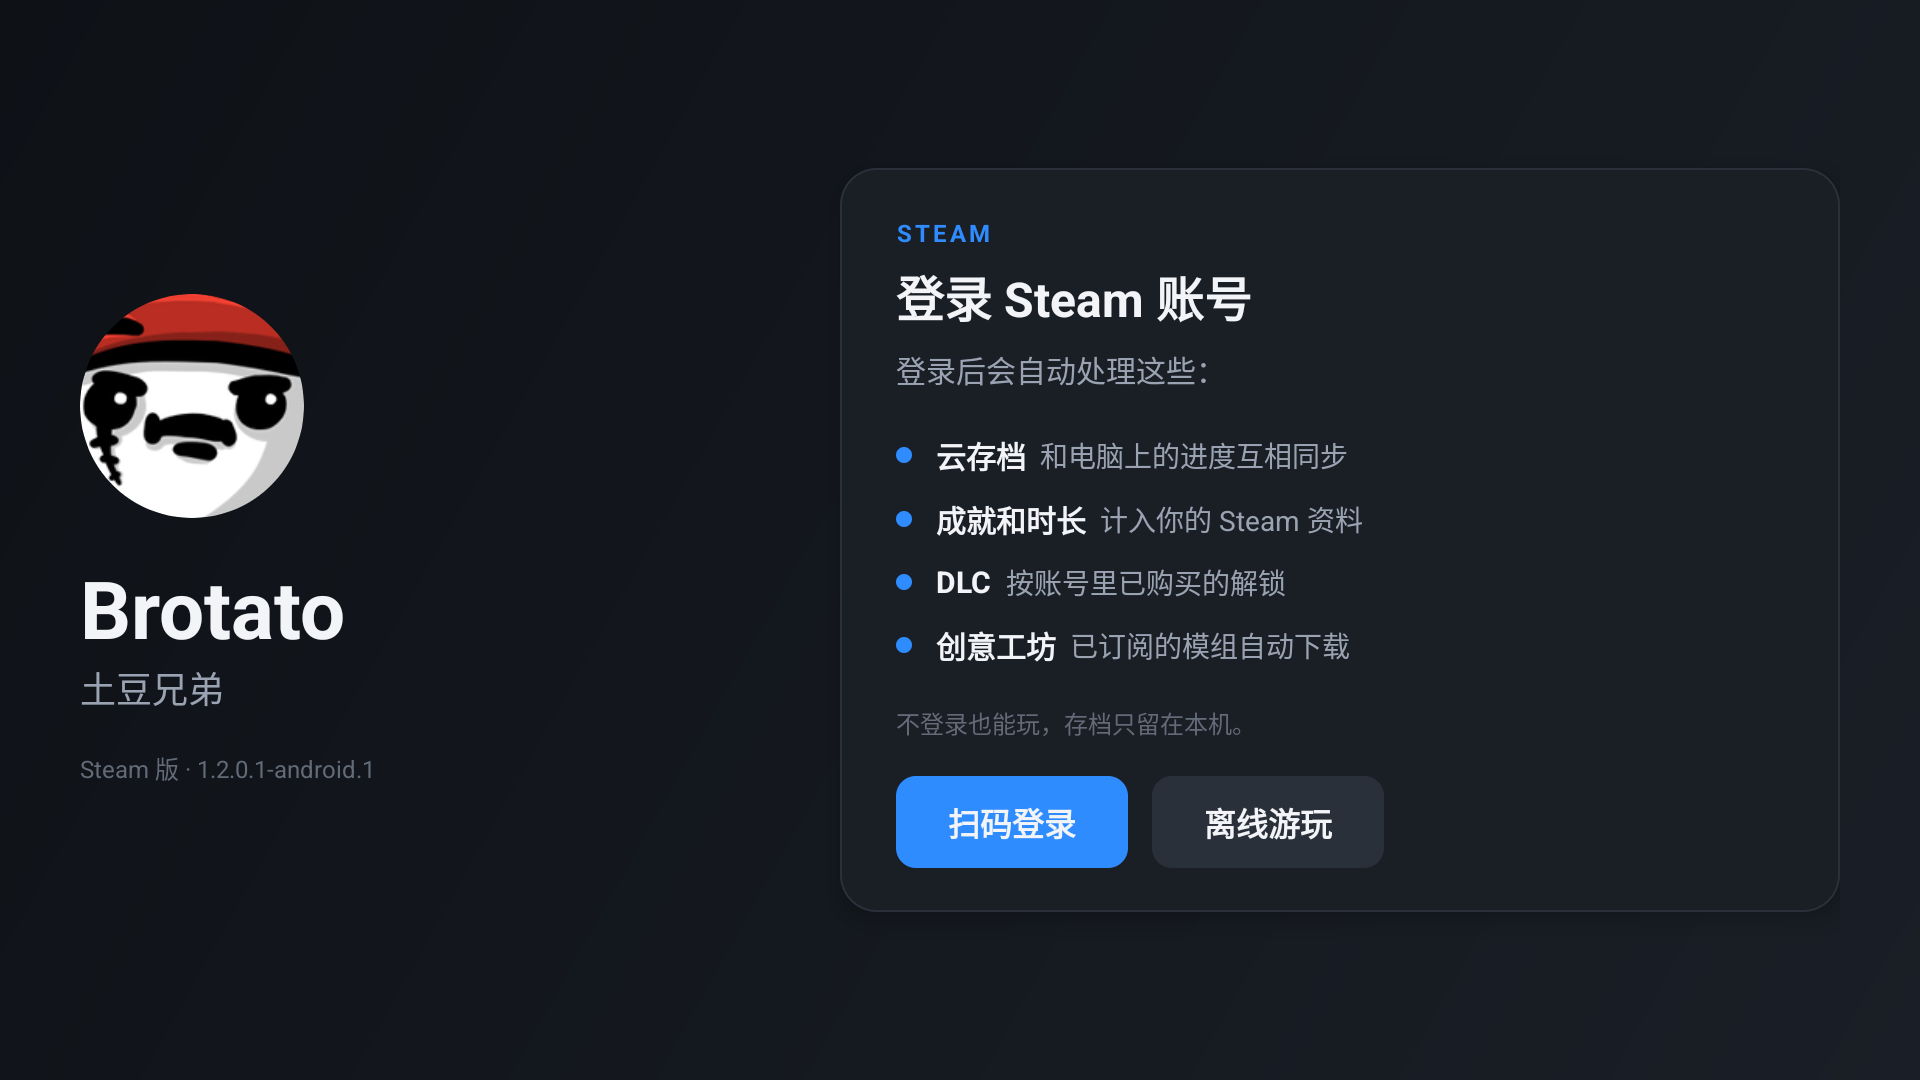 Brotato
土豆兄弟
Steam 版 · 1.2.0.1-android.1
STEAM
登录 Steam 账号
登录后会自动处理这些：
云存档 和电脑上的进度互相同步
成就和时长 计入你的 Steam 资料
DLC 按账号里已购买的解锁
创意工坊 已订阅的模组自动下载
不登录也能玩，存档只留在本机。
扫码登录 离线游玩